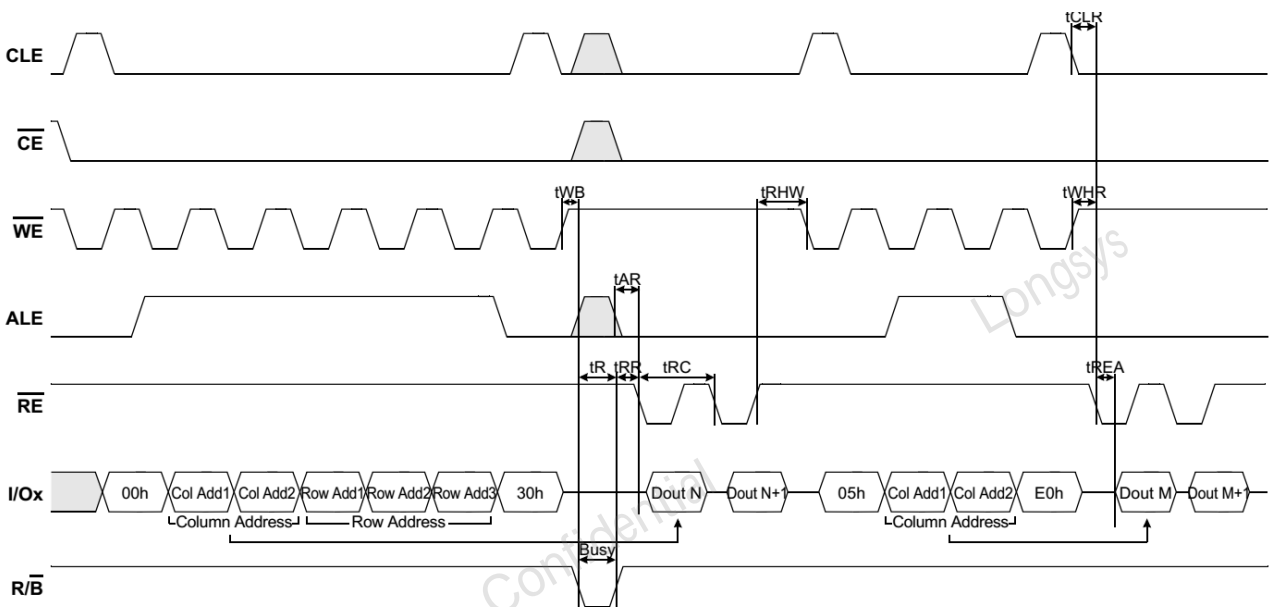 tCLR
CLE
CE
tWB
tRHW
tWHR
WE
tAR
ALE
tR
tRR
tRC
tREA
RE
I/Ox
00h
Col Add1
Col Add2
Row Add1
Row Add2
Row Add3
30h
Dout N
Dout N+1
05h
Col Add1
Col Add2
E0h
Dout M
Dout M+1
Column Address
Row Address
Column Address
Busy
R/B
Longsys
Confidential